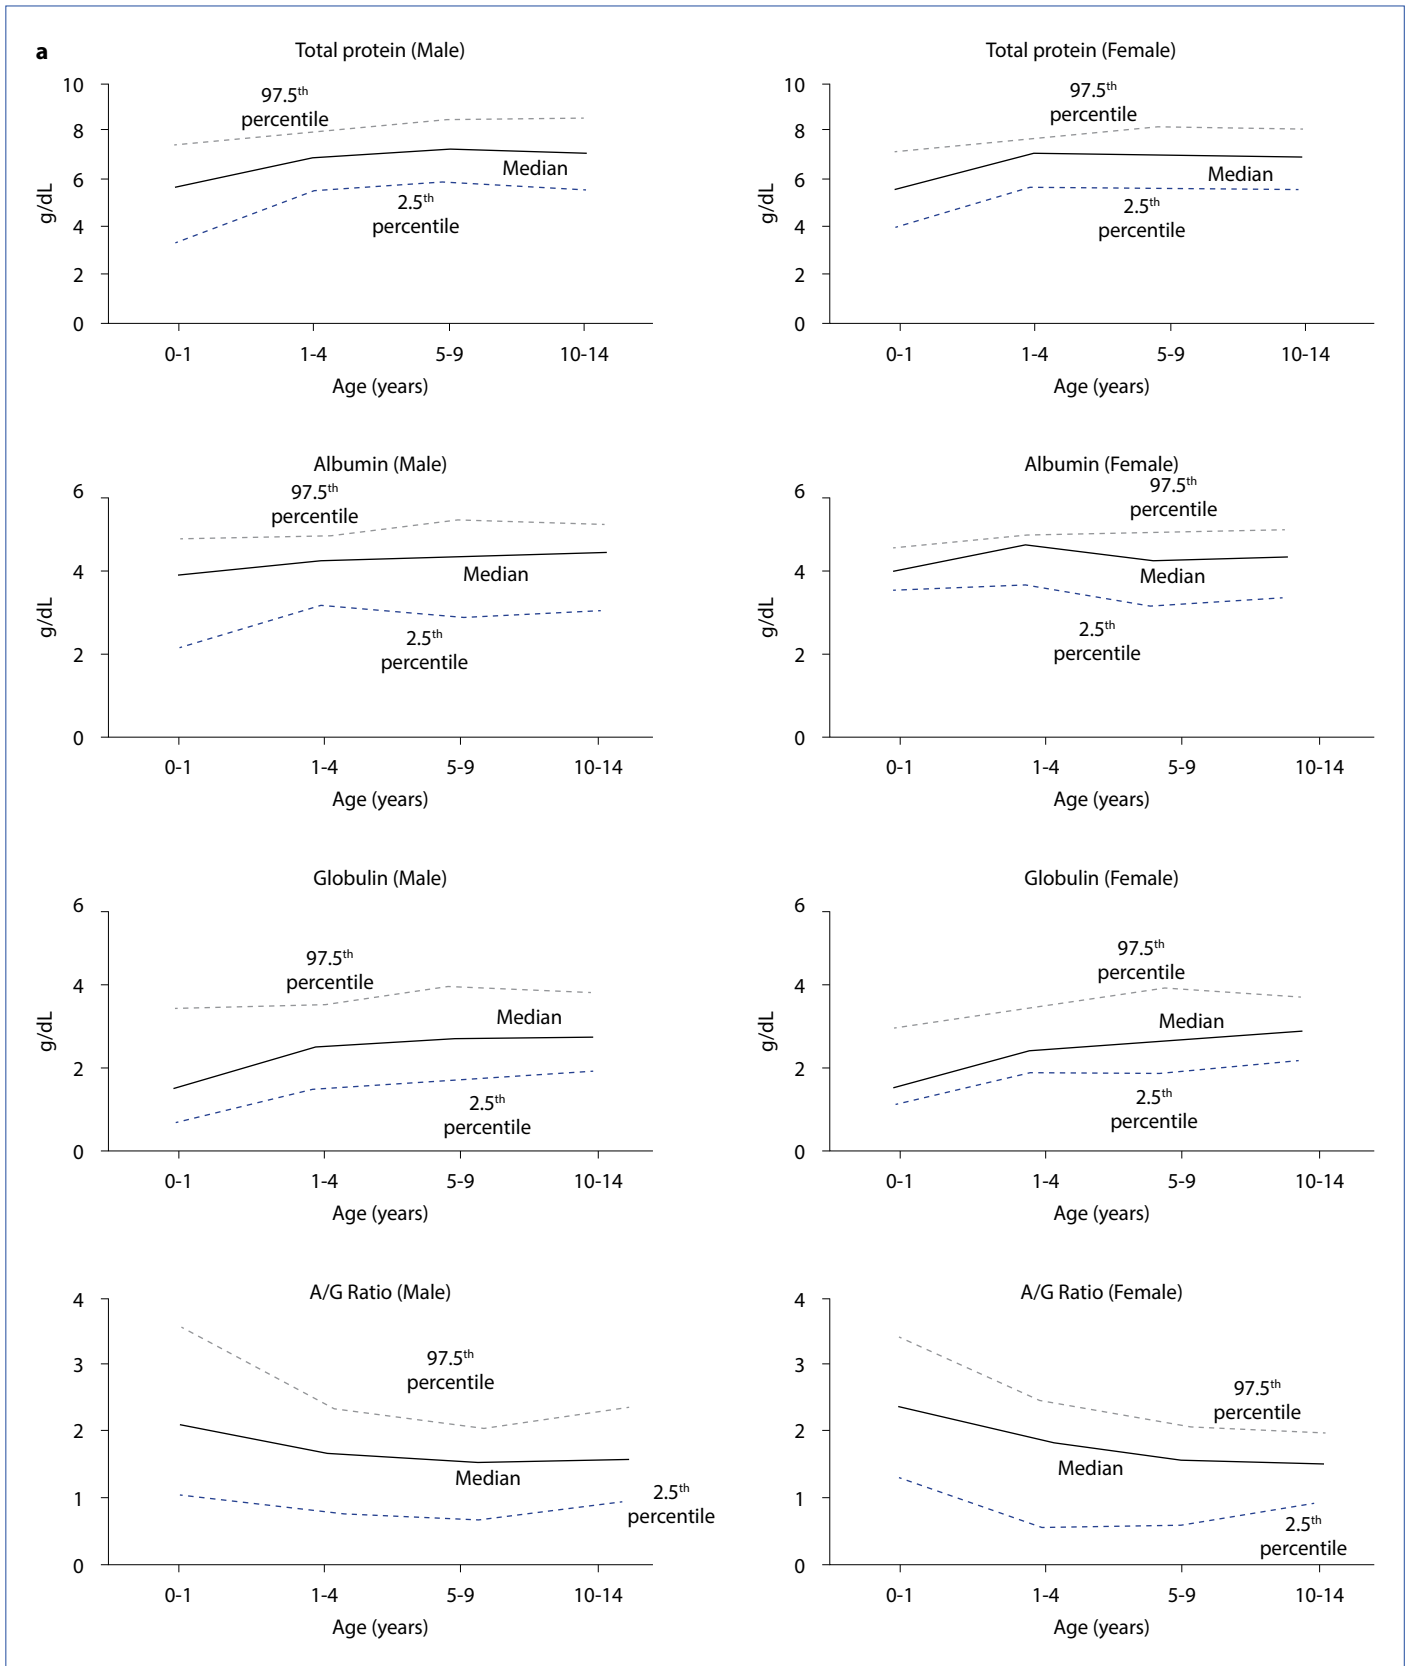 a
Total protein (Male)
10
8
6
4
2
0
g/dL
97.5th
percentile
Median
2.5th
percentile
0-1 1-4 5-9 10-14
Age (years)
Total protein (Female)
10
8
6
4
2
0
g/dL
97.5th
percentile
Median
2.5th
percentile
0-1 1-4 5-9 10-14
Age (years)
Albumin (Male)
6
4
2
0
g/dL
97.5th
percentile
Median
2.5th
percentile
0-1 1-4 5-9 10-14
Age (years)
Albumin (Female)
6
4
2
0
g/dL
97.5th
percentile
Median
2.5th
percentile
0-1 1-4 5-9 10-14
Age (years)
Globulin (Male)
6
4
2
0
g/dL
97.5th
percentile
Median
2.5th
percentile
0-1 1-4 5-9 10-14
Age (years)
Globulin (Female)
6
4
2
0
g/dL
97.5th
percentile
Median
2.5th
percentile
0-1 1-4 5-9 10-14
Age (years)
A/G Ratio (Male)
4
3
2
1
0
97.5th
percentile
Median
2.5th
percentile
0-1 1-4 5-9 10-14
Age (years)
A/G Ratio (Female)
4
3
2
1
0
97.5th
percentile
Median
2.5th
percentile
0-1 1-4 5-9 10-14
Age (years)